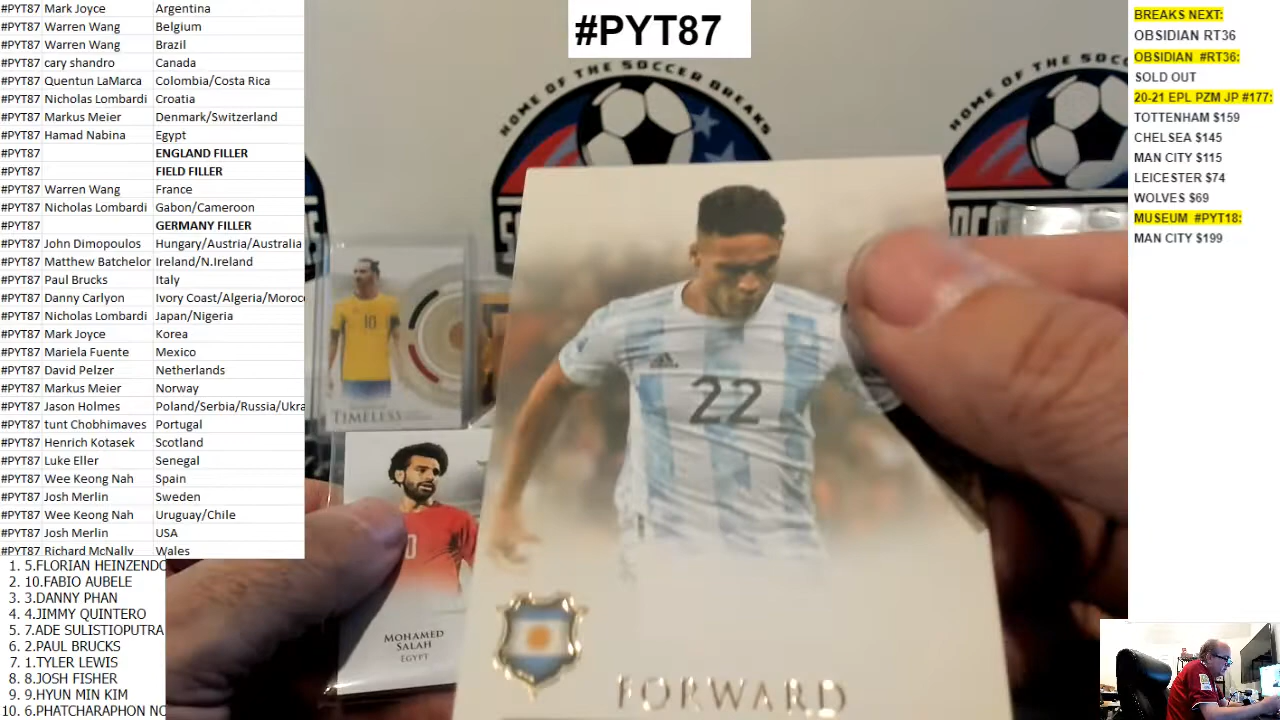 #PYT87 Mark Joyce Argentina
#PYT87 Warren Wang Belgium
#PYT87 Warren Wang Brazil
#PYT87 cary shandro Canada
#PYT87 Quentun LaMarca Colombia/Costa Rica
#PYT87 Nicholas Lombardi Croatia
#PYT87 Markus Meier Denmark/Switzerland
#PYT87 Hamad Nabina Egypt
#PYT87 ENGLAND FILLER
#PYT87 FIELD FILLER
#PYT87 Warren Wang France
#PYT87 Nicholas Lombardi Gabon/Cameroon
#PYT87 GERMANY FILLER
#PYT87 John Dimopoulos Hungary/Austria/Australia
#PYT87 Matthew Batchelor Ireland/N.Ireland
#PYT87 Paul Brucks Italy
#PYT87 Danny Carlyon Ivory Coast/Algeria/Moroc
#PYT87 Nicholas Lombardi Japan/Nigeria
#PYT87 Mark Joyce Korea
#PYT87 Mariela Fuente Mexico
#PYT87 David Pelzer Netherlands
#PYT87 Markus Meier Norway
#PYT87 Jason Holmes Poland/Serbia/Russia/Ukra
#PYT87 tunt Chobhimaves Portugal
#PYT87 Henrich Kotasek Scotland
#PYT87 Luke Eller Senegal
#PYT87 Wee Keong Nah Spain
#PYT87 Josh Merlin Sweden
#PYT87 Wee Keong Nah Uruguay/Chile
#PYT87 Josh Merlin USA
#PYT87 Richard McNally Wales
1. 5.FLORIAN HEINZENDO
2. 10.FABIO AUBELE
3. 3.DANNY PHAN
4. 4.JIMMY QUINTERO
5. 7.ADE SULISTIOPUTRA
6. 2.PAUL BRUCKS
7. 1.TYLER LEWIS
8. 8.JOSH FISHER
9. 9.HYUN MIN KIM
10. 6.PHATCHARAPHON NO
#PYT87
HOME OF THE SOCCER BREAKS
HOME OF THE
10
TIMELESS
MOHAMED
SALAH
EGYPT
22
FORWARD
BREAKS NEXT:
OBSIDIAN RT36
OBSIDIAN #RT36:
SOLD OUT
20-21 EPL PZM JP #177:
TOTTENHAM $159
CHELSEA $145
MAN CITY $115
LEICESTER $74
WOLVES $69
MUSEUM #PYT18:
MAN CITY $199